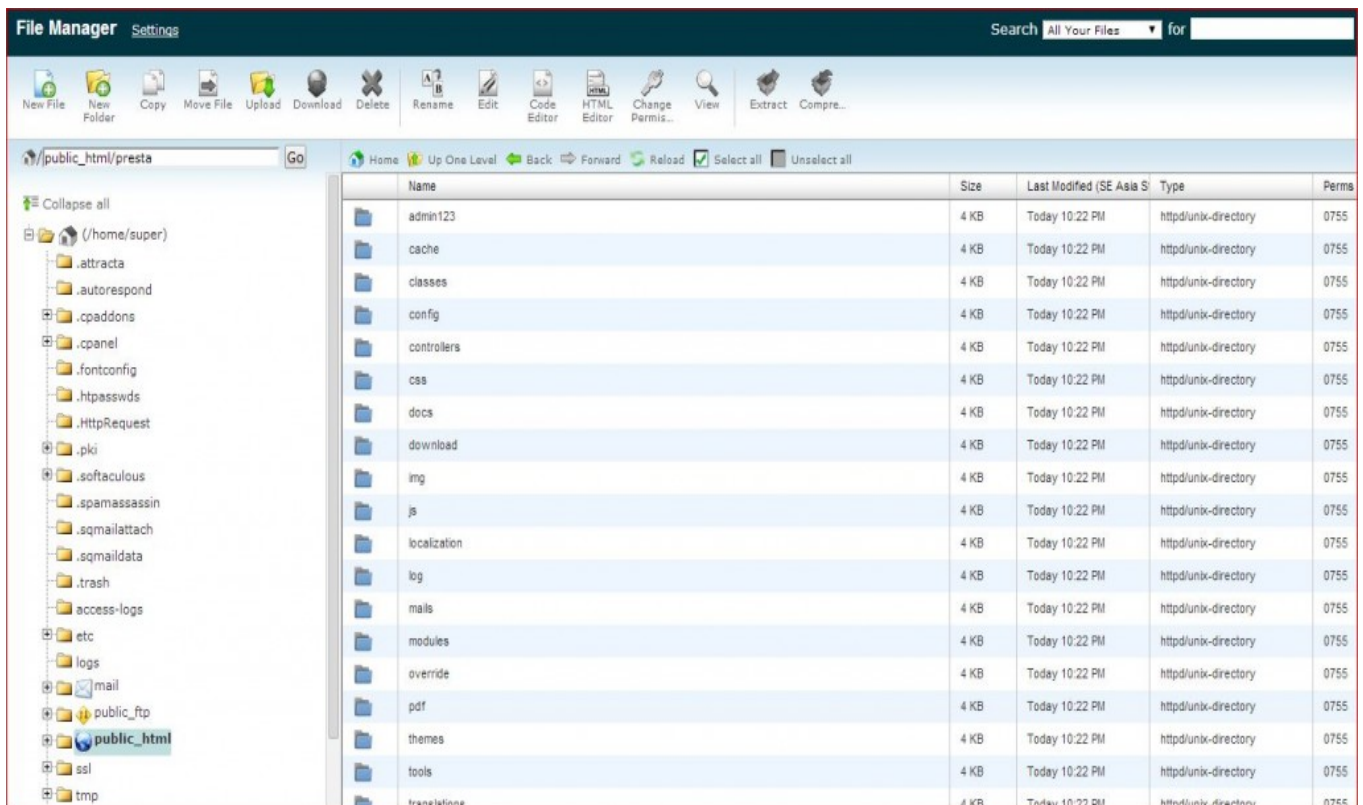 File Manager Settings
Search All Your Files for
New File
New Folder
Copy
Move File
Upload
Download
Delete
Rename
Edit
Code Editor
HTML Editor
Change Permis...
View
Extract
Compre...
/public_html/presta Go
Home Up One Level Back Forward Reload Select all Unselect all
Collapse all
(/home/super)
.attracta
.autorespond
.cpaddons
.cpanel
.fontconfig
.htpasswds
.HttpRequest
.pki
.softaculous
.spamassassin
.sqmailattach
.sqmaildata
.trash
access-logs
etc
logs
mail
public_ftp
public_html
ssl
tmp
Name Size Last Modified (SE Asia S Type Perms
admin123 4 KB Today 10:22 PM httpd/unix-directory 0755
cache 4 KB Today 10:22 PM httpd/unix-directory 0755
classes 4 KB Today 10:22 PM httpd/unix-directory 0755
config 4 KB Today 10:22 PM httpd/unix-directory 0755
controllers 4 KB Today 10:22 PM httpd/unix-directory 0755
css 4 KB Today 10:22 PM httpd/unix-directory 0755
docs 4 KB Today 10:22 PM httpd/unix-directory 0755
download 4 KB Today 10:22 PM httpd/unix-directory 0755
img 4 KB Today 10:22 PM httpd/unix-directory 0755
js 4 KB Today 10:22 PM httpd/unix-directory 0755
localization 4 KB Today 10:22 PM httpd/unix-directory 0755
log 4 KB Today 10:22 PM httpd/unix-directory 0755
mails 4 KB Today 10:22 PM httpd/unix-directory 0755
modules 4 KB Today 10:22 PM httpd/unix-directory 0755
override 4 KB Today 10:22 PM httpd/unix-directory 0755
pdf 4 KB Today 10:22 PM httpd/unix-directory 0755
themes 4 KB Today 10:22 PM httpd/unix-directory 0755
tools 4 KB Today 10:22 PM httpd/unix-directory 0755
translations 4 KB Today 10:22 PM httpd/unix-directory 0755